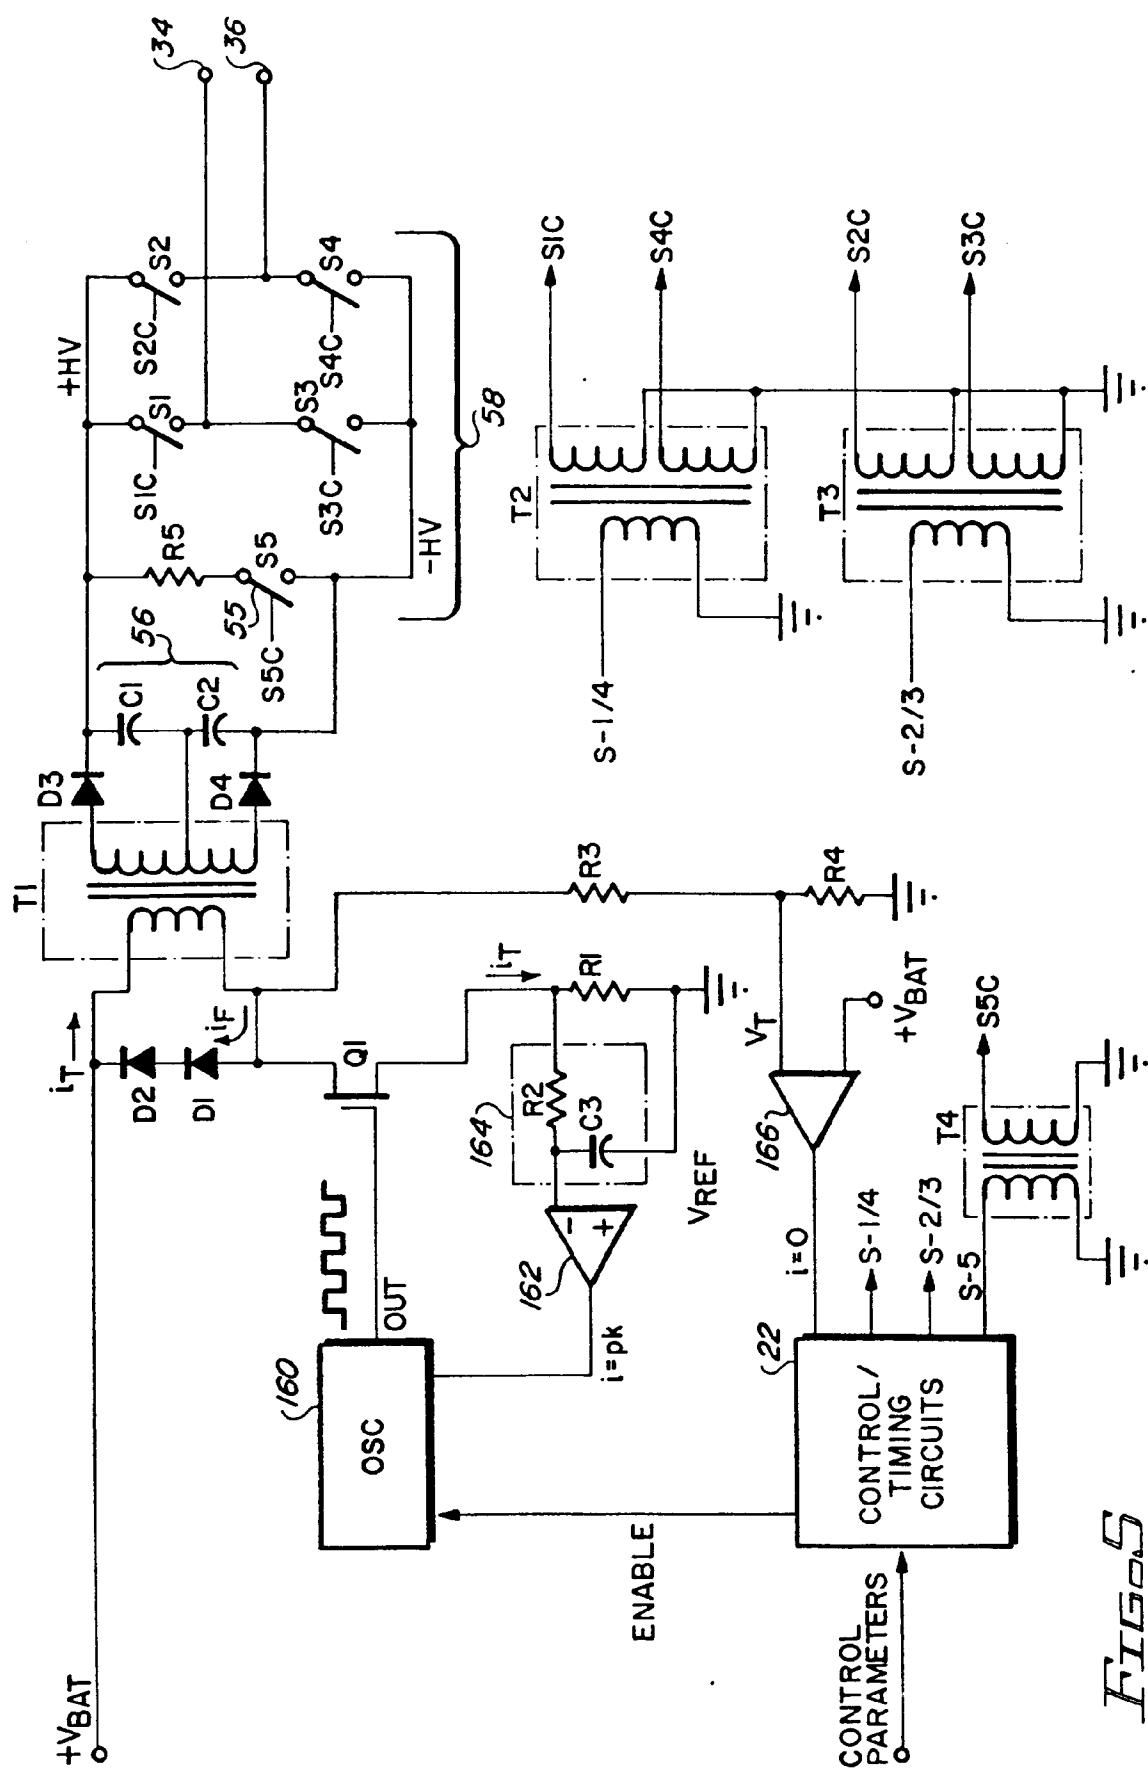 +VBAT
iT
D2
D1
iF
T1
D3
D4
C1
C2
56
+HV
R5
S5C
55
S5
S1C
S1
S2C
S2
S3C
S3
S4C
S4
-HV
58
34
36
160
OSC
OUT
Q1
iT
164
R2
C3
R1
162
-
+
i=pk
VREF
R3
R4
VT
+VBAT
166
i=0
ENABLE
22
CONTROL/
TIMING
CIRCUITS
CONTROL
PARAMETERS
S-1/4
S-2/3
S-5
T4
S5C
S-1/4
T2
S1C
S4C
S-2/3
T3
S2C
S3C
FIG. 5